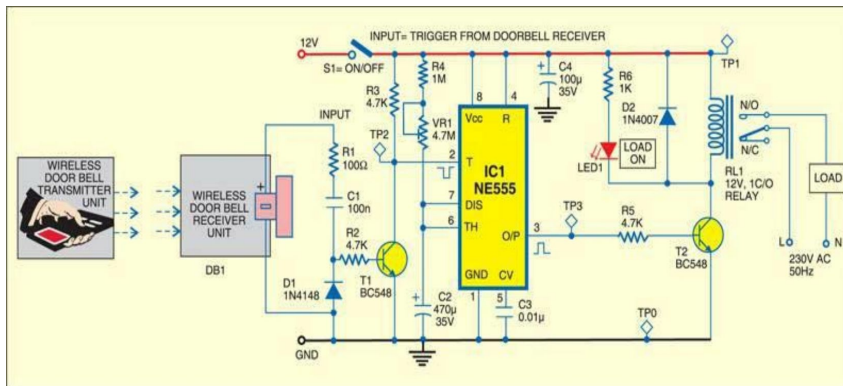 INPUT= TRIGGER FROM DOORBELL RECEIVER
12V
S1= ON/OFF
R3
4.7K
R4
1M
VR1
4.7M
C4
100µ
35V
R6
1K
D2
1N4007
TP1
N/O
N/C
RL1
12V, 1C/O
RELAY
LED1
LOAD
ON
LOAD
L
N
230V AC
50Hz
INPUT
R1
100Ω
C1
100n
R2
4.7K
D1
1N4148
T1
BC548
TP2
8
4
Vcc
R
2
T
IC1
NE555
7
DIS
6
TH
O/P
3
GND
CV
1
5
C2
470µ
35V
C3
0.01µ
TP3
R5
4.7K
T2
BC548
TP0
WIRELESS
DOOR BELL
TRANSMITTER
UNIT
WIRELESS
DOOR BELL
RECEIVER
UNIT
+
DB1
GND